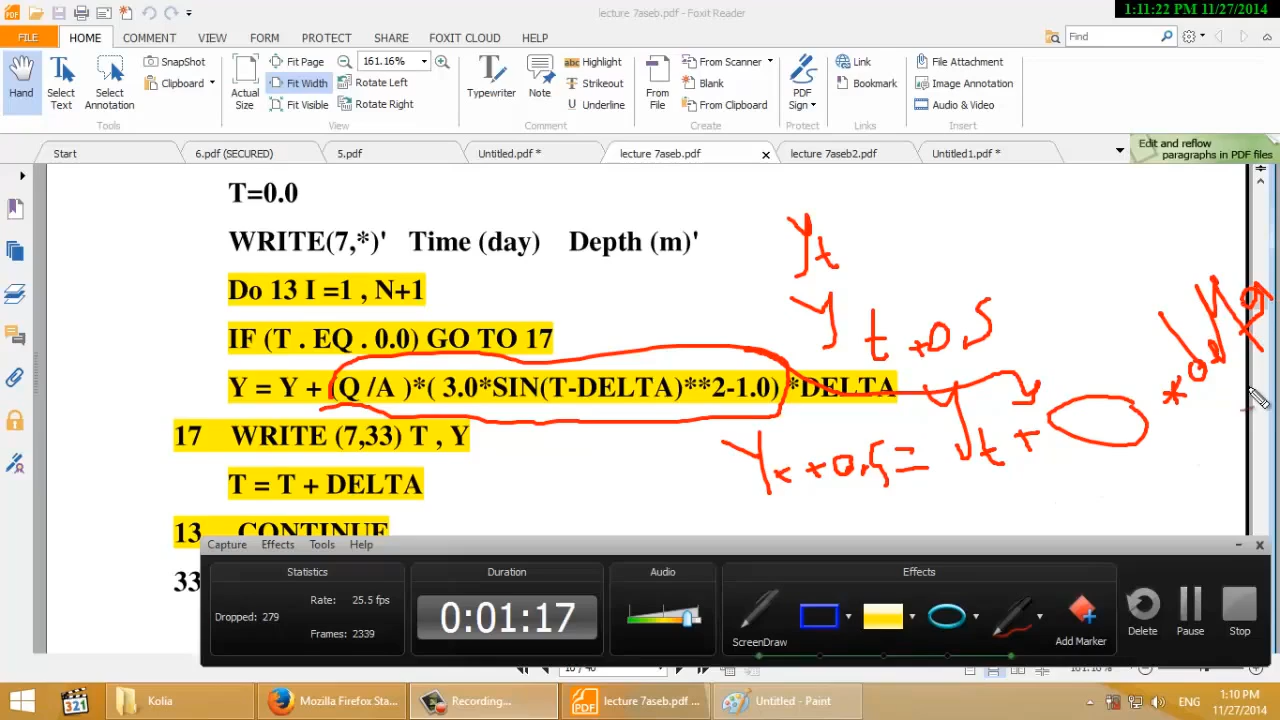 lecture 7aseb.pdf - Foxit Reader
1:11:22 PM 11/27/2014
FILE HOME COMMENT VIEW FORM PROTECT SHARE FOXIT CLOUD HELP
Find
Hand
Select Text
Select Annotation
SnapShot
Clipboard
Tools
Actual Size
Fit Page
Fit Width
Fit Visible
161.16%
Rotate Left
Rotate Right
View
Typewriter
Note
Highlight
Strikeout
Underline
Comment
From File
From Scanner
Blank
From Clipboard
Create
PDF Sign
Protect
Link
Bookmark
Links
File Attachment
Image Annotation
Audio & Video
Insert
Start
6.pdf (SECURED)
5.pdf
Untitled.pdf *
lecture 7aseb.pdf
lecture 7aseb2.pdf
Untitled1.pdf *
Edit and reflow
paragraphs in PDF files
T=0.0
WRITE(7,*)' Time (day) Depth (m)'
Do 13 I =1 , N+1
IF (T . EQ . 0.0) GO TO 17
Y = Y + (Q /A )*( 3.0*SIN(T-DELTA)**2-1.0) *DELTA
17 WRITE (7,33) T , Y
T = T + DELTA
13 CONTINUE
33
yt
y t+0,5
yt+0,5= yt+
Capture Effects Tools Help
Statistics
Dropped: 279
Rate: 25.5 fps
Frames: 2339
Duration
0:01:17
Audio
Effects
ScreenDraw
Add Marker
Delete
Pause
Stop
Kolia
Mozilla Firefox Sta...
Recording...
lecture 7aseb.pdf ...
Untitled - Paint
ENG
1:10 PM
11/27/2014